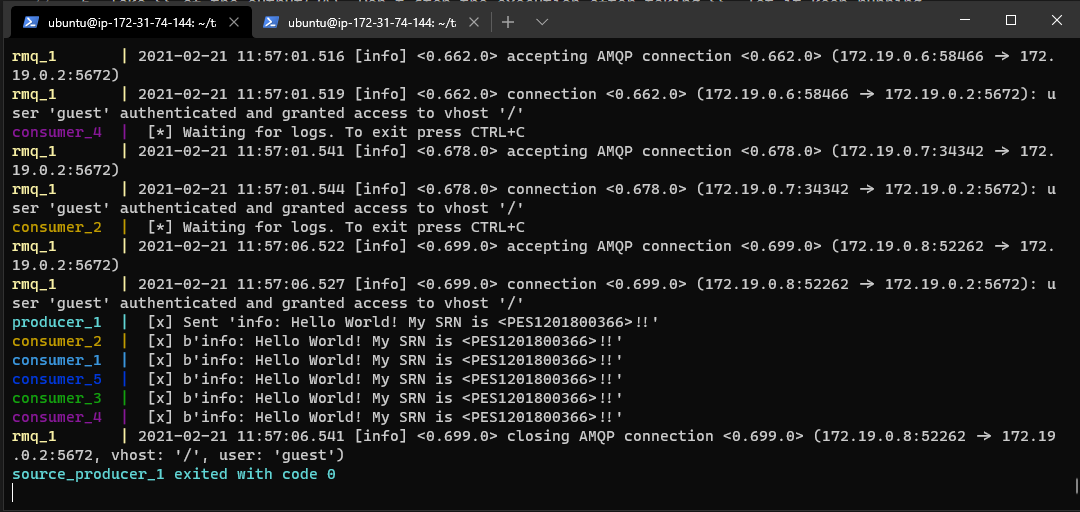 ubuntu@ip-172-31-74-144: ~/ta
ubuntu@ip-172-31-74-144: ~/ta
rmq_1 | 2021-02-21 11:57:01.516 [info] <0.662.0> accepting AMQP connection <0.662.0> (172.19.0.6:58466 → 172.
19.0.2:5672)
rmq_1 | 2021-02-21 11:57:01.519 [info] <0.662.0> connection <0.662.0> (172.19.0.6:58466 → 172.19.0.2:5672): u
ser 'guest' authenticated and granted access to vhost '/'
consumer_4 | [*] Waiting for logs. To exit press CTRL+C
rmq_1 | 2021-02-21 11:57:01.541 [info] <0.678.0> accepting AMQP connection <0.678.0> (172.19.0.7:34342 → 172.
19.0.2:5672)
rmq_1 | 2021-02-21 11:57:01.544 [info] <0.678.0> connection <0.678.0> (172.19.0.7:34342 → 172.19.0.2:5672): u
ser 'guest' authenticated and granted access to vhost '/'
consumer_2 | [*] Waiting for logs. To exit press CTRL+C
rmq_1 | 2021-02-21 11:57:06.522 [info] <0.699.0> accepting AMQP connection <0.699.0> (172.19.0.8:52262 → 172.
19.0.2:5672)
rmq_1 | 2021-02-21 11:57:06.527 [info] <0.699.0> connection <0.699.0> (172.19.0.8:52262 → 172.19.0.2:5672): u
ser 'guest' authenticated and granted access to vhost '/'
producer_1 | [x] Sent 'info: Hello World! My SRN is <PES1201800366>!!'
consumer_2 | [x] b'info: Hello World! My SRN is <PES1201800366>!!'
consumer_1 | [x] b'info: Hello World! My SRN is <PES1201800366>!!'
consumer_5 | [x] b'info: Hello World! My SRN is <PES1201800366>!!'
consumer_3 | [x] b'info: Hello World! My SRN is <PES1201800366>!!'
consumer_4 | [x] b'info: Hello World! My SRN is <PES1201800366>!!'
rmq_1 | 2021-02-21 11:57:06.541 [info] <0.699.0> closing AMQP connection <0.699.0> (172.19.0.8:52262 → 172.19
.0.2:5672, vhost: '/', user: 'guest')
source_producer_1 exited with code 0